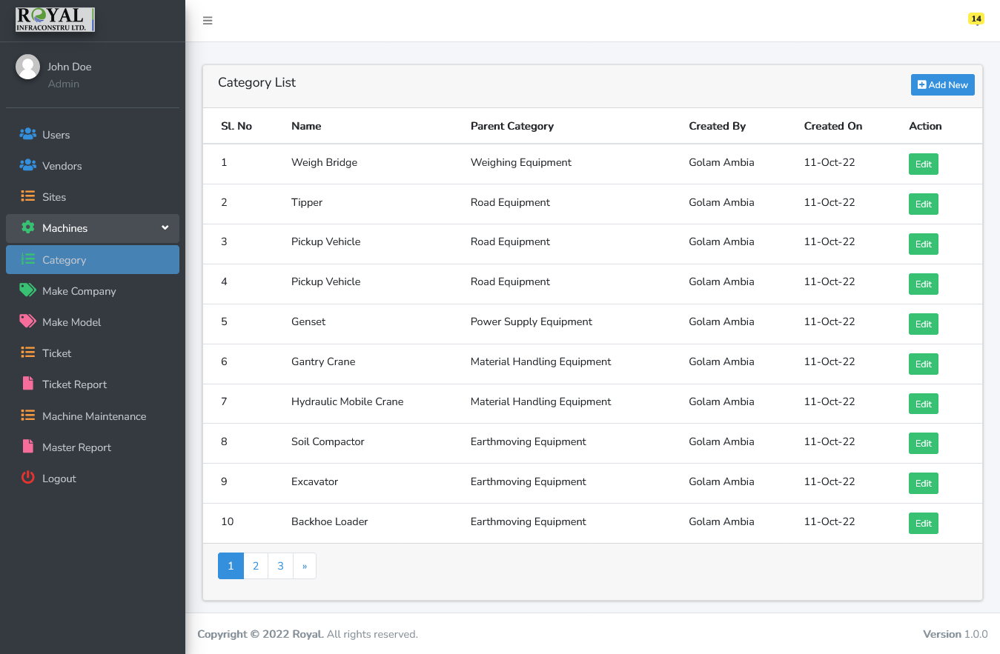 ROYAL
INFRACONSTRU LTD.
14
John Doe
Admin
Users
Vendors
Sites
Machines
Category
Make Company
Make Model
Ticket
Ticket Report
Machine Maintenance
Master Report
Logout
Category List
Add New
Sl. No Name Parent Category Created By Created On Action
1 Weigh Bridge Weighing Equipment Golam Ambia 11-Oct-22 Edit
2 Tipper Road Equipment Golam Ambia 11-Oct-22 Edit
3 Pickup Vehicle Road Equipment Golam Ambia 11-Oct-22 Edit
4 Pickup Vehicle Road Equipment Golam Ambia 11-Oct-22 Edit
5 Genset Power Supply Equipment Golam Ambia 11-Oct-22 Edit
6 Gantry Crane Material Handling Equipment Golam Ambia 11-Oct-22 Edit
7 Hydraulic Mobile Crane Material Handling Equipment Golam Ambia 11-Oct-22 Edit
8 Soil Compactor Earthmoving Equipment Golam Ambia 11-Oct-22 Edit
9 Excavator Earthmoving Equipment Golam Ambia 11-Oct-22 Edit
10 Backhoe Loader Earthmoving Equipment Golam Ambia 11-Oct-22 Edit
1 2 3 »
Copyright © 2022 Royal. All rights reserved.
Version 1.0.0